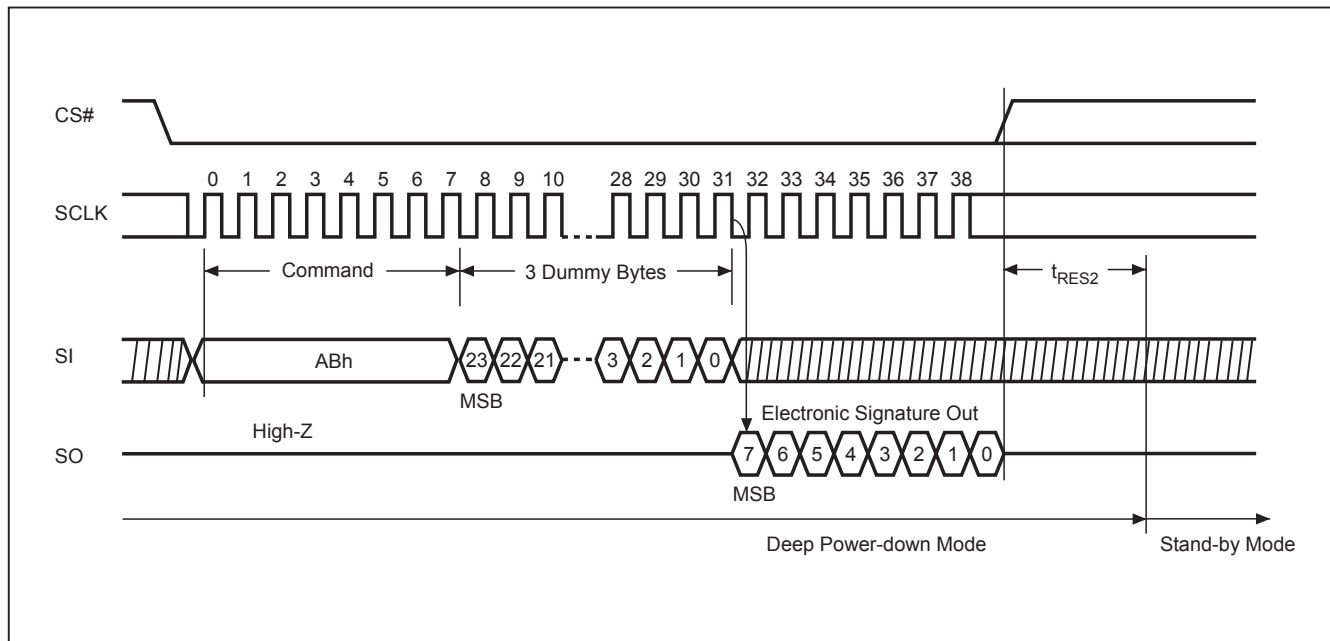 CS#
0 1 2 3 4 5 6 7 8 9 10 28 29 30 31 32 33 34 35 36 37 38
SCLK
Command 3 Dummy Bytes tRES2
SI ABh 23 22 21 3 2 1 0
MSB
Electronic Signature Out
High-Z
SO 7 6 5 4 3 2 1 0
MSB
Deep Power-down Mode Stand-by Mode